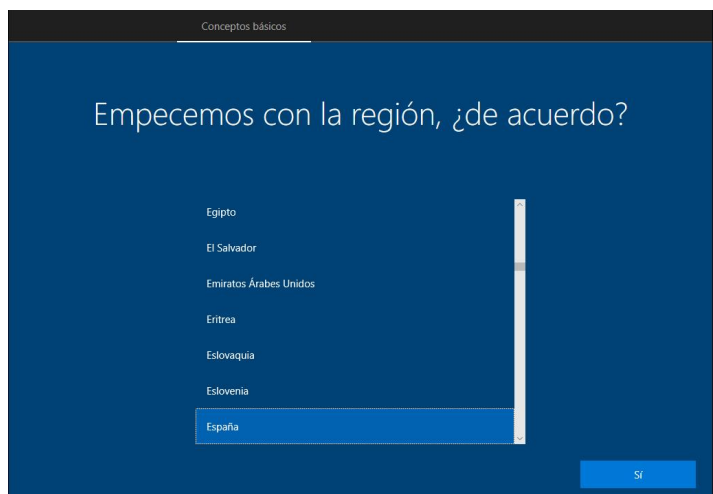 Conceptos básicos
Empecemos con la región, ¿de acuerdo?
Egipto
El Salvador
Emiratos Árabes Unidos
Eritrea
Eslovaquia
Eslovenia
España
Sí